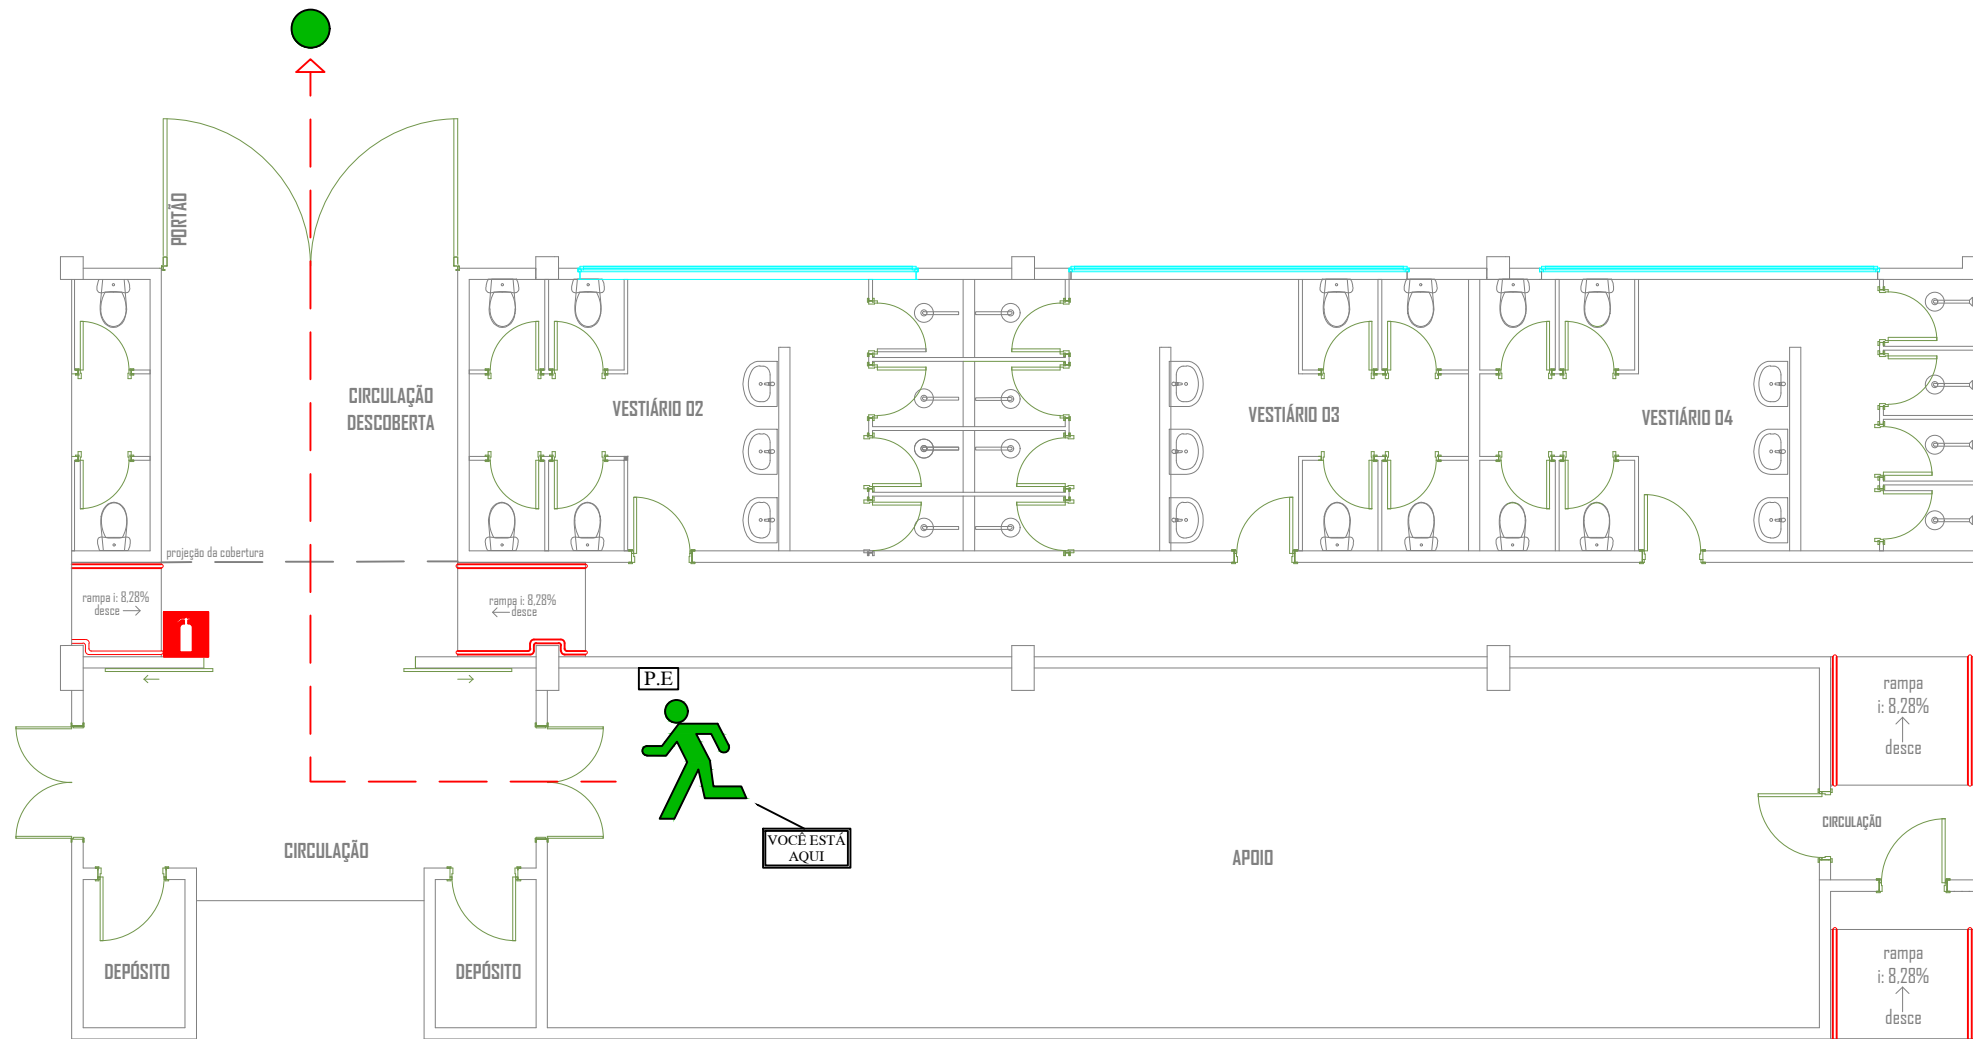 PORTÃO
CIRCULAÇÃO
DESCOBERTA
VESTIÁRIO 02
VESTIÁRIO 03
VESTIÁRIO 04
projeção da cobertura
rampa i: 8,28%
desce
rampa i: 8,28%
desce
P.E
VOCÊ ESTÁ
AQUI
CIRCULAÇÃO
APOIO
rampa
i: 8,28%
desce
CIRCULAÇÃO
DEPÓSITO
DEPÓSITO
rampa
i: 8,28%
desce